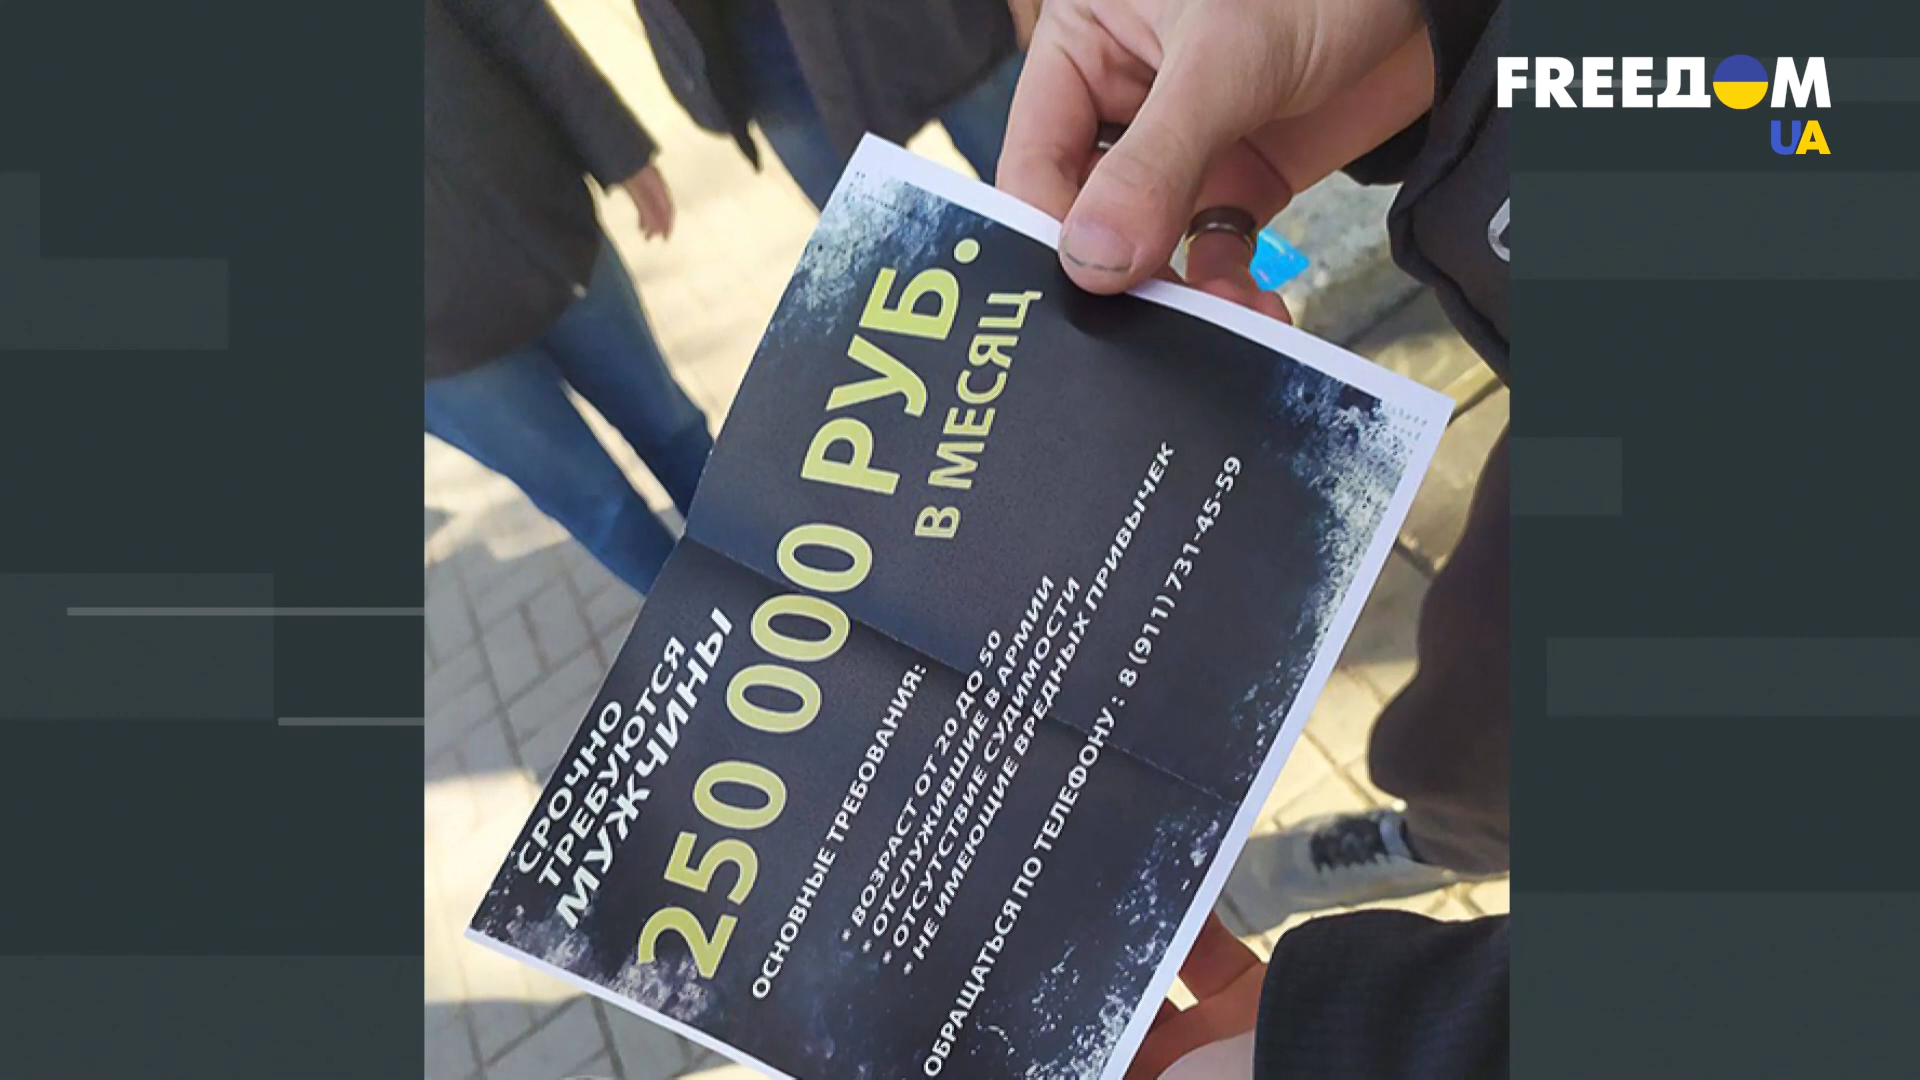 FREEДOM
UA
СРОЧНО
ТРЕБУЮТСЯ
МУЖЧИНЫ
250 000 РУБ.
В МЕСЯЦ
ОСНОВНЫЕ ТРЕБОВАНИЯ:
* ВОЗРАСТ ОТ 20 ДО 50
* ОТСЛУЖИВШИЕ В АРМИИ
* ОТСУТСТВИЕ СУДИМОСТИ
* НЕ ИМЕЮЩИЕ ВРЕДНЫХ ПРИВЫЧЕК
ОБРАЩАТЬСЯ ПО ТЕЛЕФОНУ : 8 (911) 731-45-59